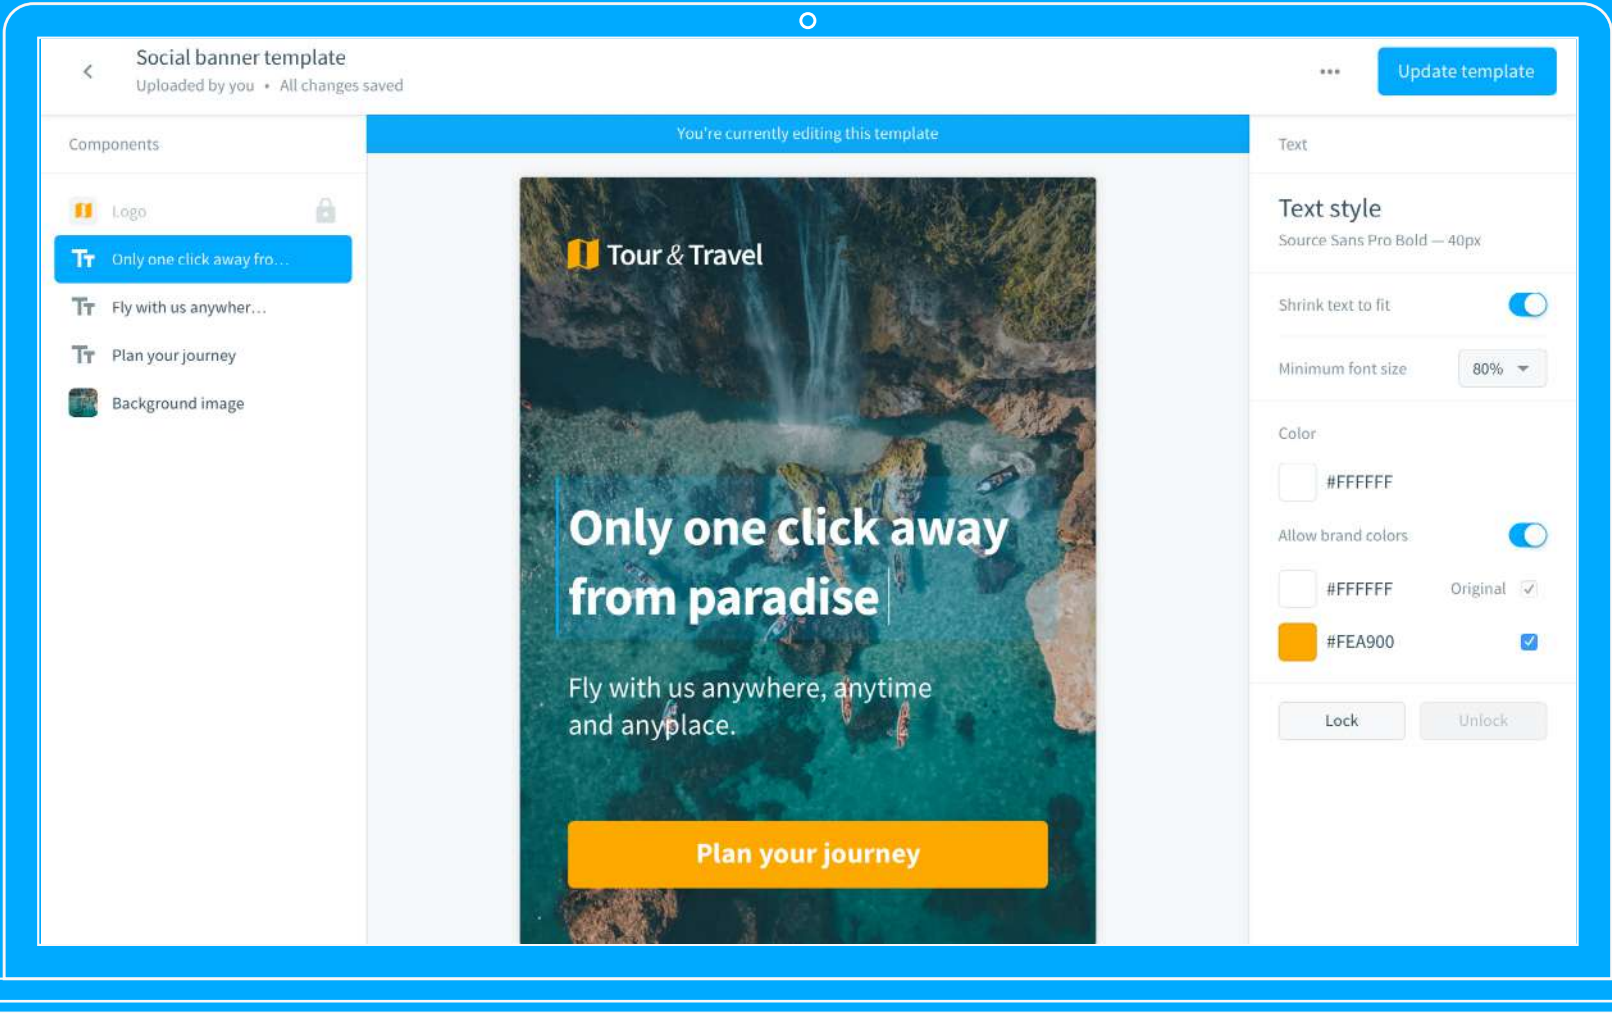 Social banner template
Uploaded by you • All changes saved
•••
Update template
Components
Logo
Only one click away fro...
Fly with us anywher...
Plan your journey
Background image
You're currently editing this template
Tour & Travel
Only one click away
from paradise
Fly with us anywhere, anytime
and anyplace.
Plan your journey
Text
Text style
Source Sans Pro Bold — 40px
Shrink text to fit
Minimum font size 80%
Color
#FFFFFF
Allow brand colors
#FFFFFF Original
#FEA900
Lock Unlock